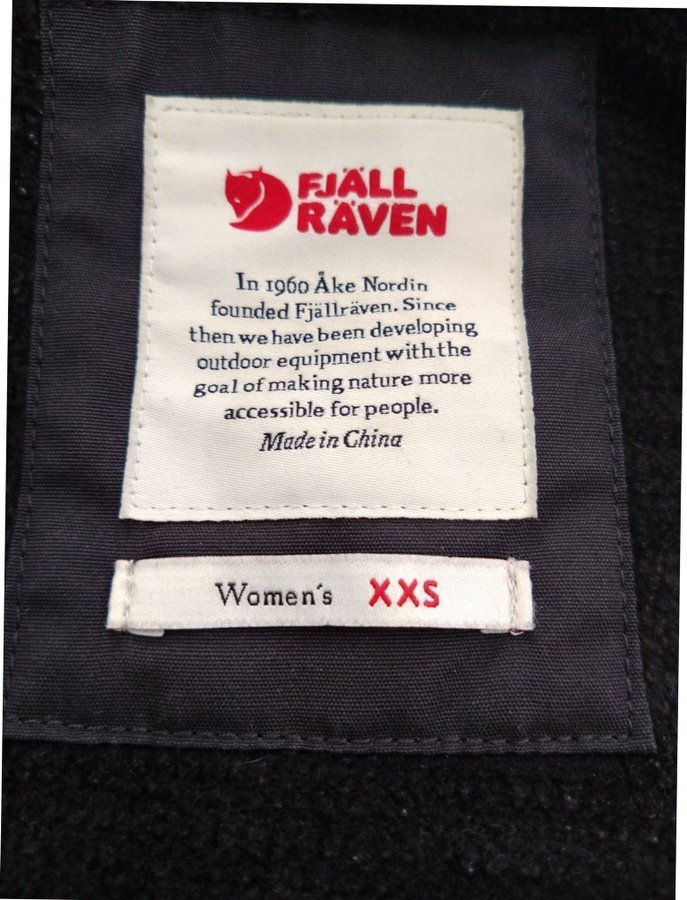 FJÄLL
RÄVEN
In 1960 Åke Nordin
founded Fjällräven. Since
then we have been developing
outdoor equipment with the
goal of making nature more
accessible for people.
Made in China
Women's XXS